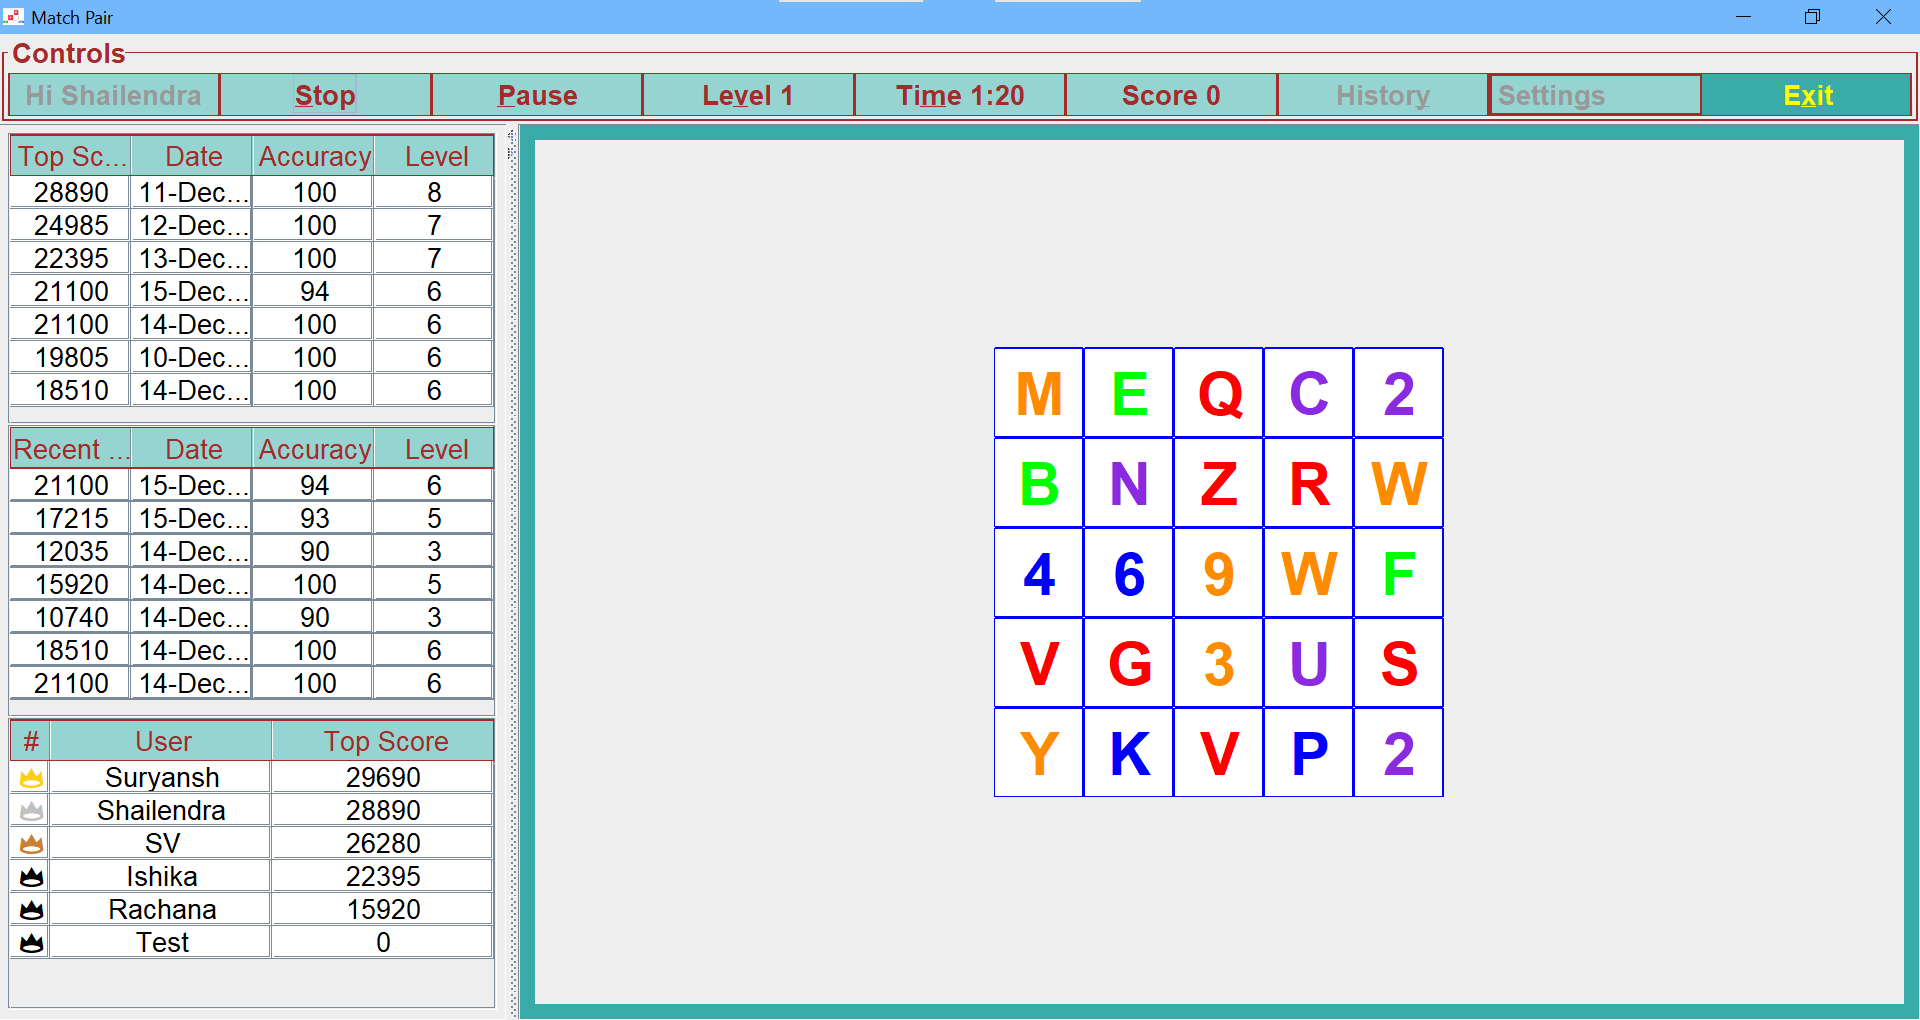 Match Pair
Controls
Hi Shailendra Stop Pause Level 1 Time 1:20 Score 0 History Settings Exit
Top Sc... Date Accuracy Level
28890 11-Dec... 100 8
24985 12-Dec... 100 7
22395 13-Dec... 100 7
21100 15-Dec... 94 6
21100 14-Dec... 100 6
19805 10-Dec... 100 6
18510 14-Dec... 100 6
Recent ... Date Accuracy Level
21100 15-Dec... 94 6
17215 15-Dec... 93 5
12035 14-Dec... 90 3
15920 14-Dec... 100 5
10740 14-Dec... 90 3
18510 14-Dec... 100 6
21100 14-Dec... 100 6
# User Top Score
Suryansh 29690
Shailendra 28890
SV 26280
Ishika 22395
Rachana 15920
Test 0
M E Q C 2
B N Z R W
4 6 9 W F
V G 3 U S
Y K V P 2